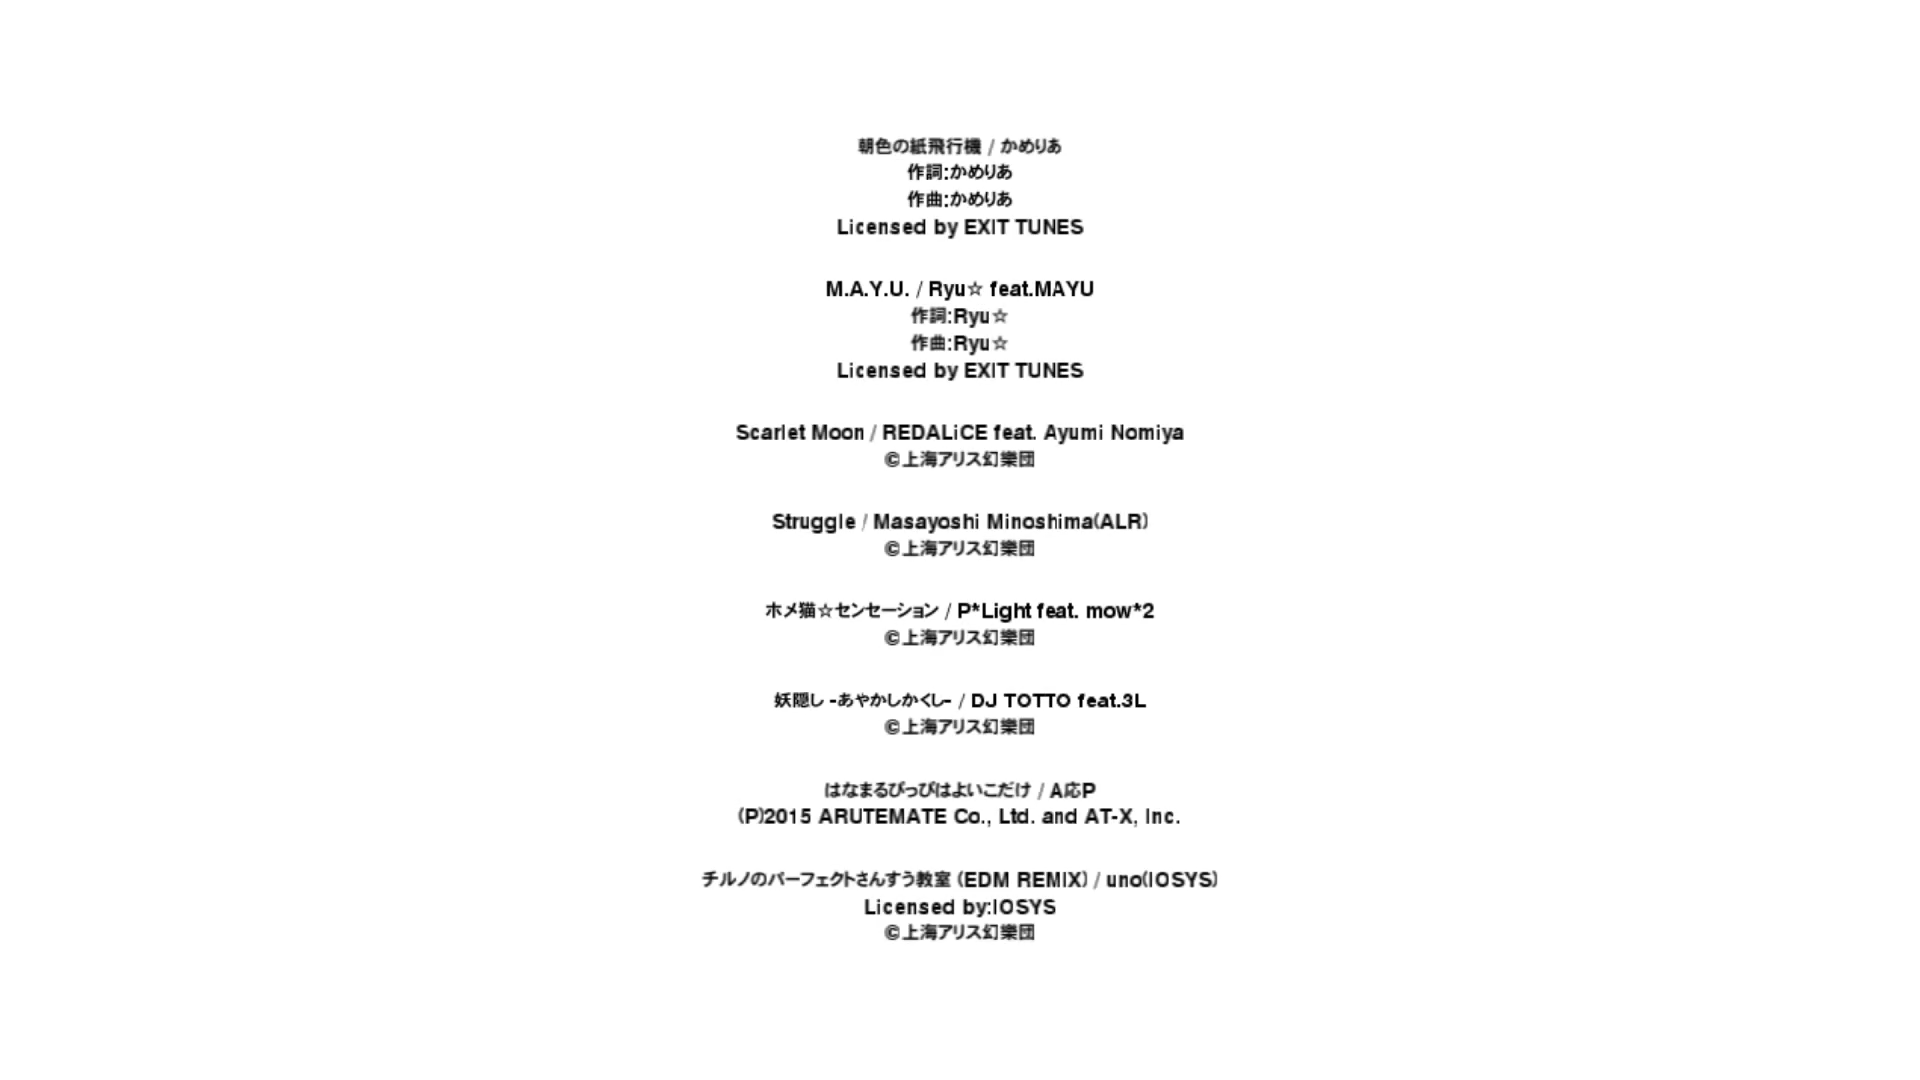 朝色の紙飛行機 / かめりあ
作詞:かめりあ
作曲:かめりあ
Licensed by EXIT TUNES
M.A.Y.U. / Ryu☆ feat.MAYU
作詞:Ryu☆
作曲:Ryu☆
Licensed by EXIT TUNES
Scarlet Moon / REDALiCE feat. Ayumi Nomiya
©上海アリス幻樂団
Struggle / Masayoshi Minoshima(ALR)
©上海アリス幻樂団
ホメ猫☆センセーション / P*Light feat. mow*2
©上海アリス幻樂団
妖隠し -あやかしかくし- / DJ TOTTO feat.3L
©上海アリス幻樂団
はなまるぴっぴはよいこだけ / A応P
(P)2015 ARUTEMATE Co., Ltd. and AT-X, Inc.
チルノのパーフェクトさんすう教室 (EDM REMIX) / uno(IOSYS)
Licensed by:IOSYS
©上海アリス幻樂団